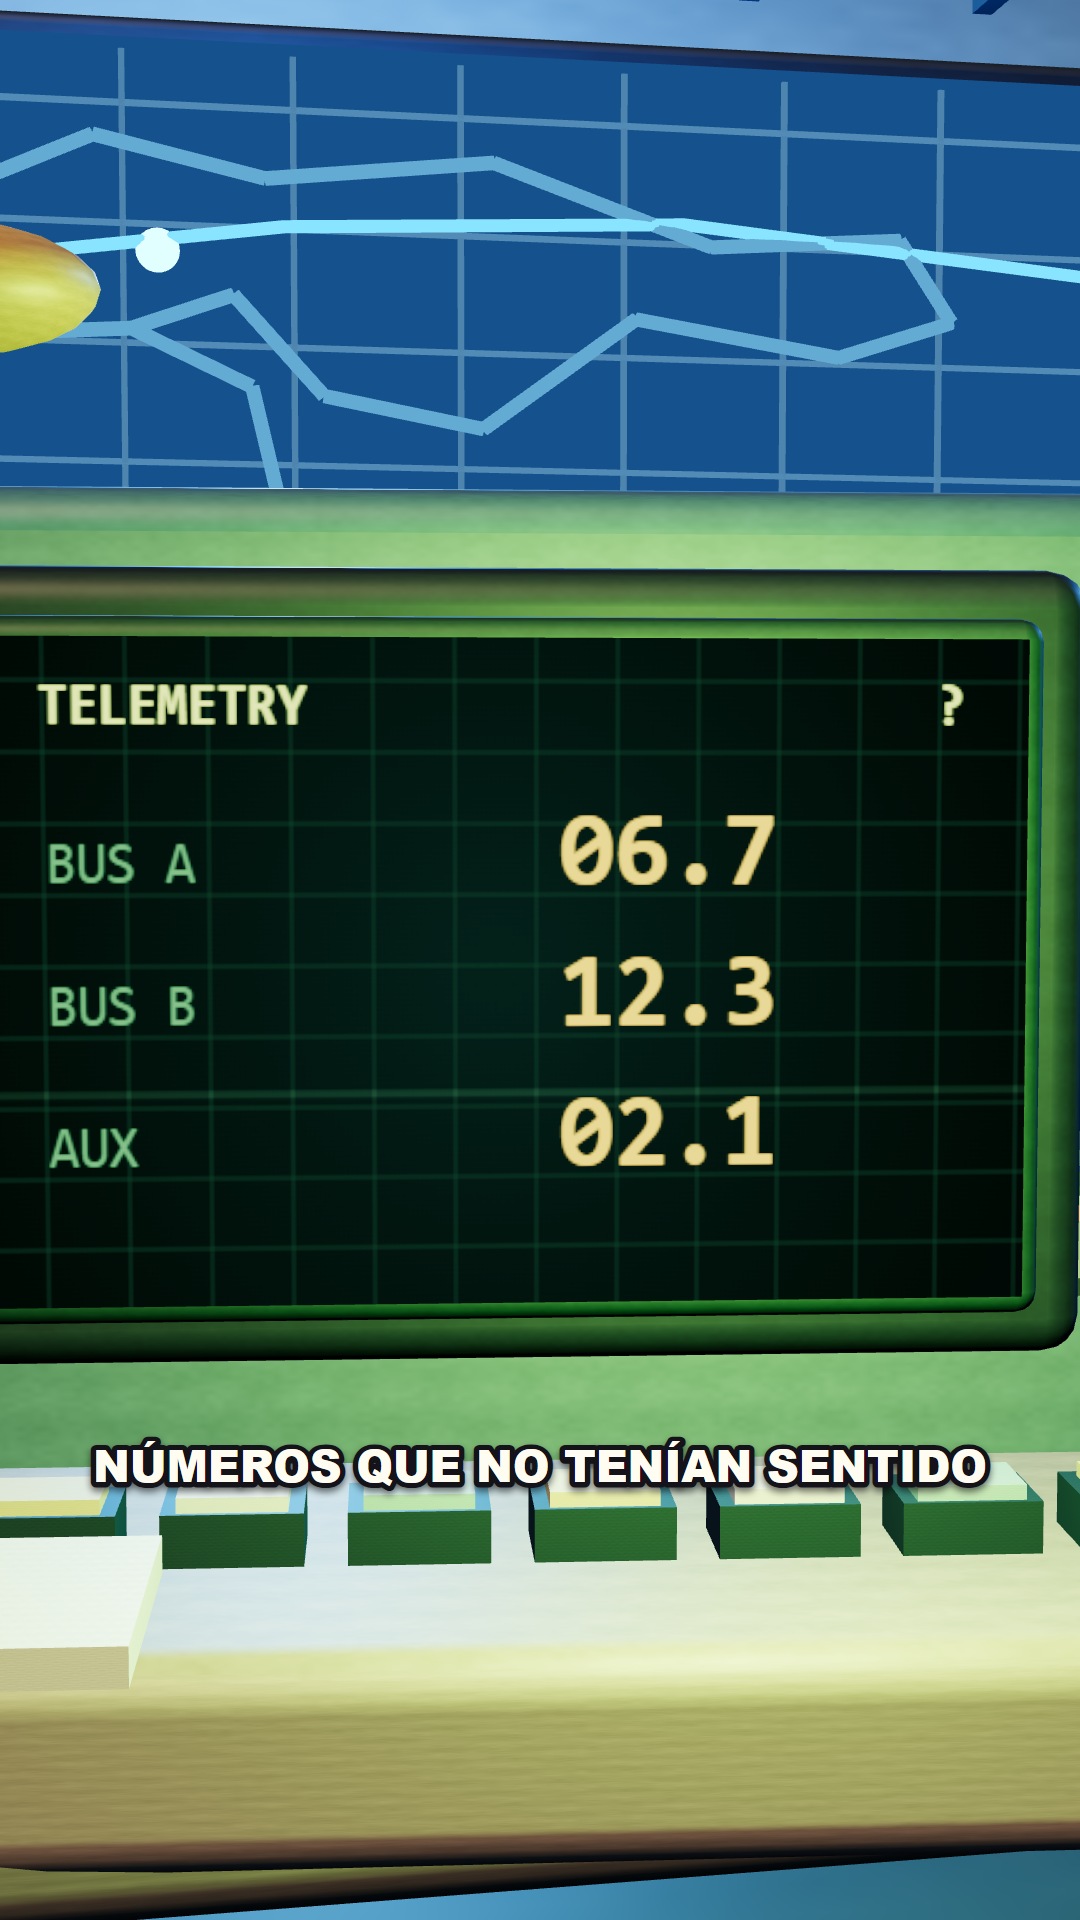 TELEMETRY ?
BUS A 06.7
BUS B 12.3
AUX 02.1
NÚMEROS QUE NO TENÍAN SENTIDO